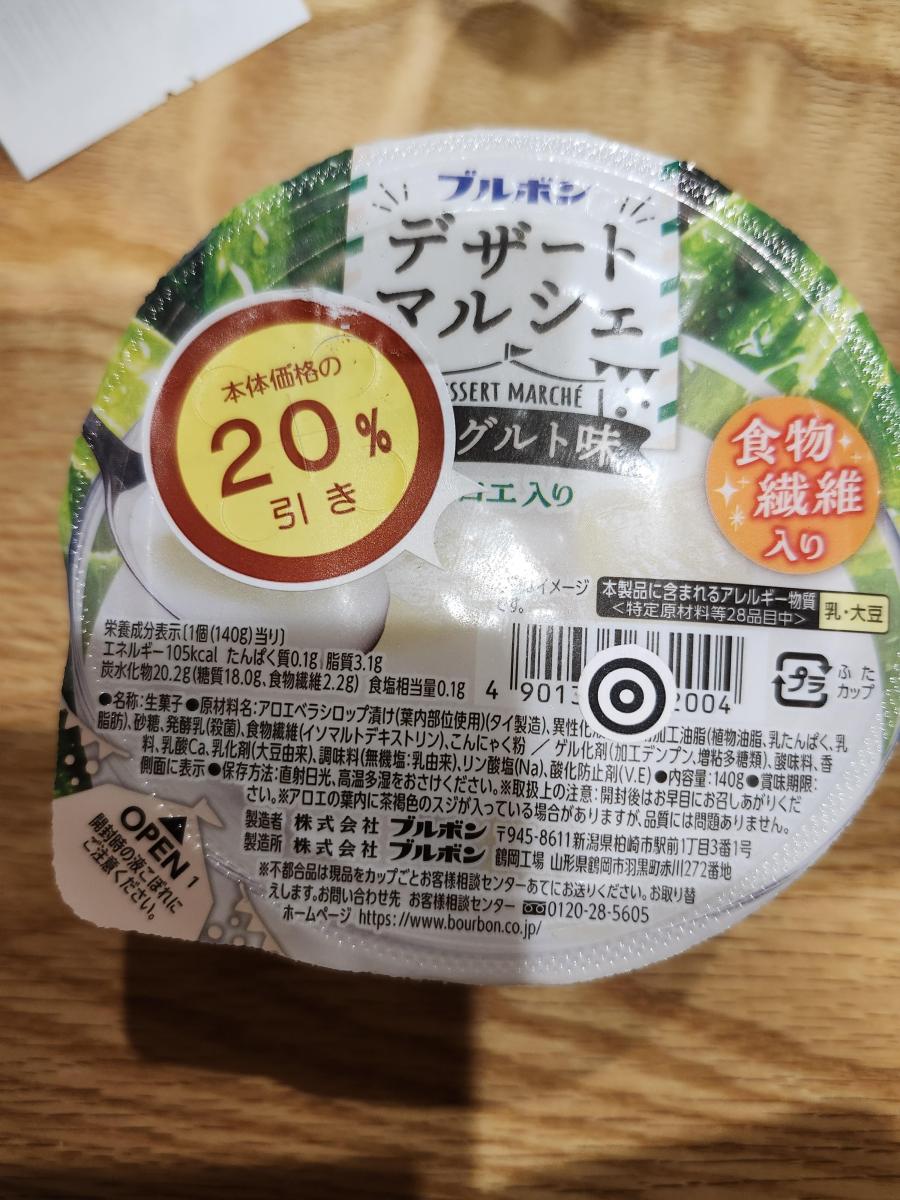 ブルボン
デザート
マルシェ
DESSERT MARCHÉ
グルト味
ロエ入り
本体価格の
20%
引き
食物
繊維
入り
イメージ
です。
本製品に含まれるアレルギー物質
<特定原材料等28品目中>
乳・大豆
栄養成分表示〔1個(140g)当り〕
エネルギー105kcal たんぱく質0.1g 脂質3.1g
炭水化物20.2g(糖質18.0g、食物繊維2.2g) 食塩相当量0.1g
4 9013 2004
プラ
ふた
カップ
●名称:生菓子●原材料名:アロエベラシロップ漬け(葉内部位使用)(タイ製造)、異性化 加工油脂(植物油脂、乳たんぱく、乳
脂肪)、砂糖、発酵乳(殺菌)、食物繊維(イソマルトデキストリン)、こんにゃく粉 / ゲル化剤(加工デンプン、増粘多糖類)、酸味料、香
料、乳酸Ca、乳化剤(大豆由来)、調味料(無機塩:乳由来)、リン酸塩(Na)、酸化防止剤(V.E)●内容量:140g●賞味期限:
側面に表示●保存方法:直射日光、高温多湿をおさけください。※取扱上の注意:開封後はお早目にお召しあがりくだ
さい。※アロエの葉内に茶褐色のスジが入っている場合がありますが、品質には問題ありません。
製造者 株式会社 ブルボン 〒945-8611新潟県柏崎市駅前1丁目3番1号
製造所 株式会社 ブルボン 鶴岡工場 山形県鶴岡市羽黒町赤川272番地
※不都合品は現品をカップごとお客様相談センターあてにお送りください。お取り替
えします。お問い合わせ先 お客様相談センター 0120-28-5605
ホームページ https://www.bourbon.co.jp/
OPEN 1
開封時の液こぼれに
ご注意ください。